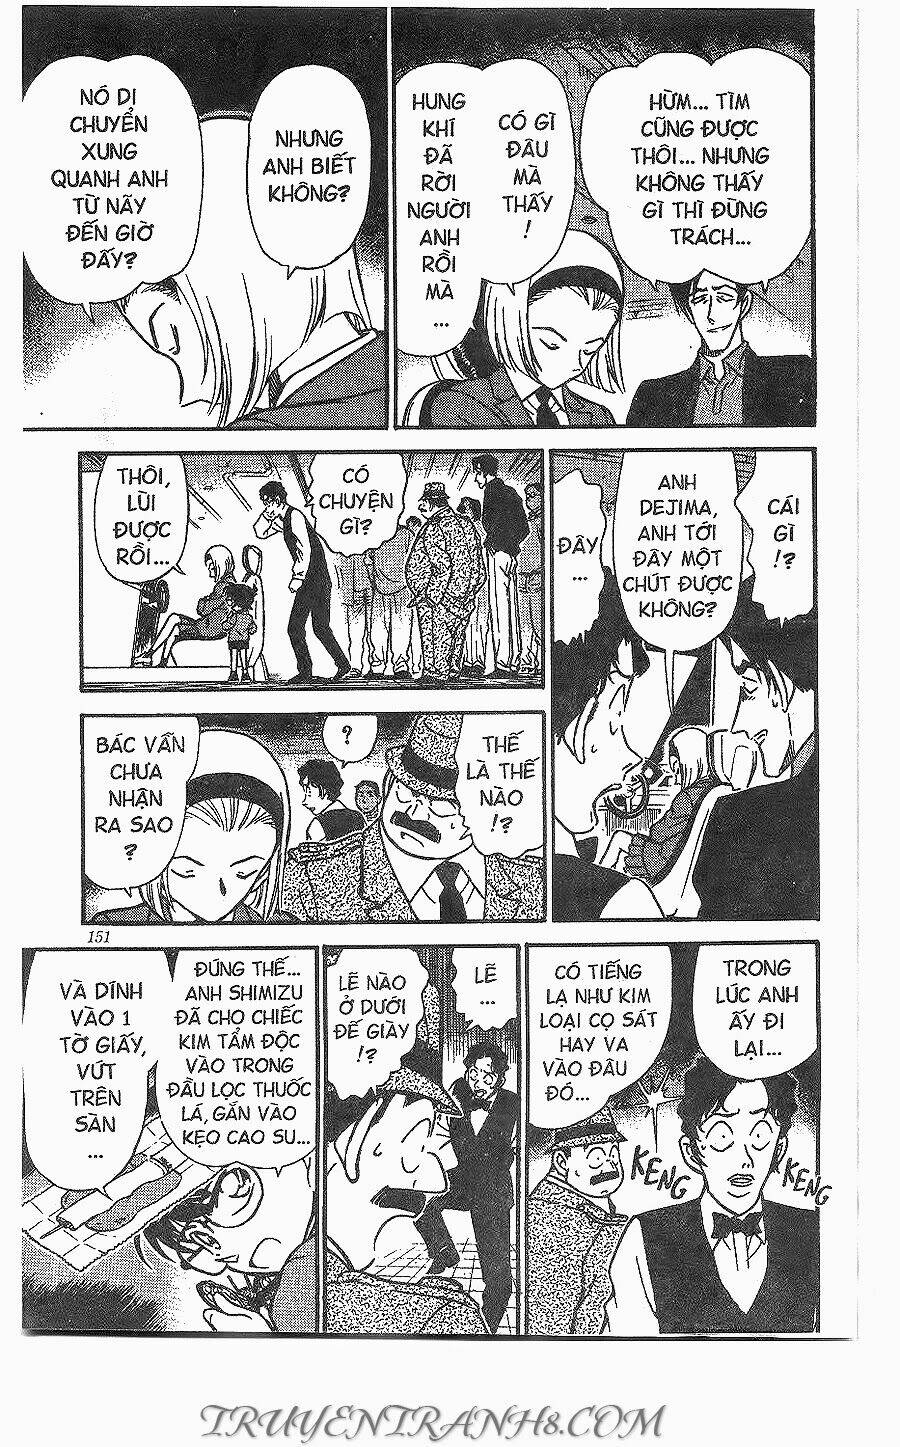 HỪM... TÌM
CŨNG ĐƯỢC
THÔI... NHƯNG
KHÔNG THẤY
GÌ THÌ ĐỪNG
TRÁCH...
CÓ GÌ
ĐÂU
MÀ
THẤY
!
HUNG
KHÍ
ĐÃ
RỜI
NGƯỜI
ANH
RỒI
MÀ
...
NHƯNG
ANH BIẾT
KHÔNG?
NÓ DI
CHUYỂN
XUNG
QUANH ANH
TỪ NÃY
ĐẾN GIỜ
ĐẤY?
CÁI
GÌ
!?
ANH
DEJIMA,
ANH TỚI
ĐÂY MỘT
CHÚT ĐƯỢC
KHÔNG?
ĐÂY
...
CÓ
CHUYỆN
GÌ?
THÔI,
LÙI
ĐƯỢC
RỒI...
THẾ
LÀ THẾ
NÀO
!?
?
BÁC VẪN
CHƯA
NHẬN
RA SAO
?
151
TRONG
LÚC ANH
ẤY ĐI
LẠI...
CÓ TIẾNG
LẠ NHƯ KIM
LOẠI CỌ SÁT
HAY VA
VÀO ĐÂU
ĐÓ...
KENG
KENG
LẼ
...
LẼ NÀO
Ở DƯỚI
ĐẾ GIÀY
!?
ĐÚNG THẾ...
ANH SHIMIZU
ĐÃ CHO CHIẾC
KIM TẨM ĐỘC
VÀO TRONG
ĐẦU LỌC THUỐC
LÁ, GẮN VÀO
KẸO CAO SU...
VÀ DÍNH
VÀO 1
TỜ GIẤY,
VỨT
TRÊN
SÀN
...
TRUYENTRANH8.COM